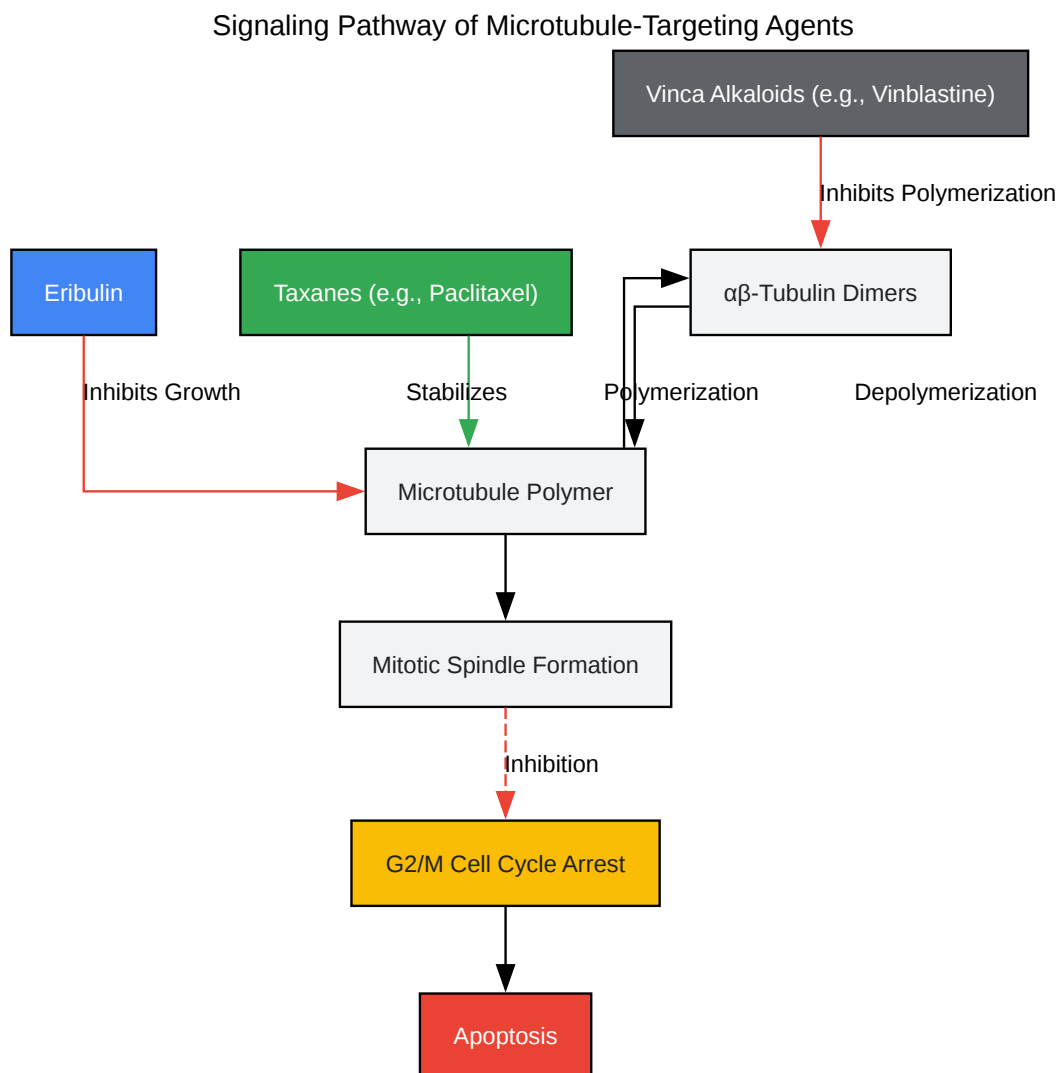 Signaling Pathway of Microtubule-Targeting Agents
Vinca Alkaloids (e.g., Vinblastine)
Inhibits Polymerization
Eribulin
Taxanes (e.g., Paclitaxel)
αβ-Tubulin Dimers
Inhibits Growth
Stabilizes
Polymerization
Depolymerization
Microtubule Polymer
Mitotic Spindle Formation
Inhibition
G2/M Cell Cycle Arrest
Apoptosis